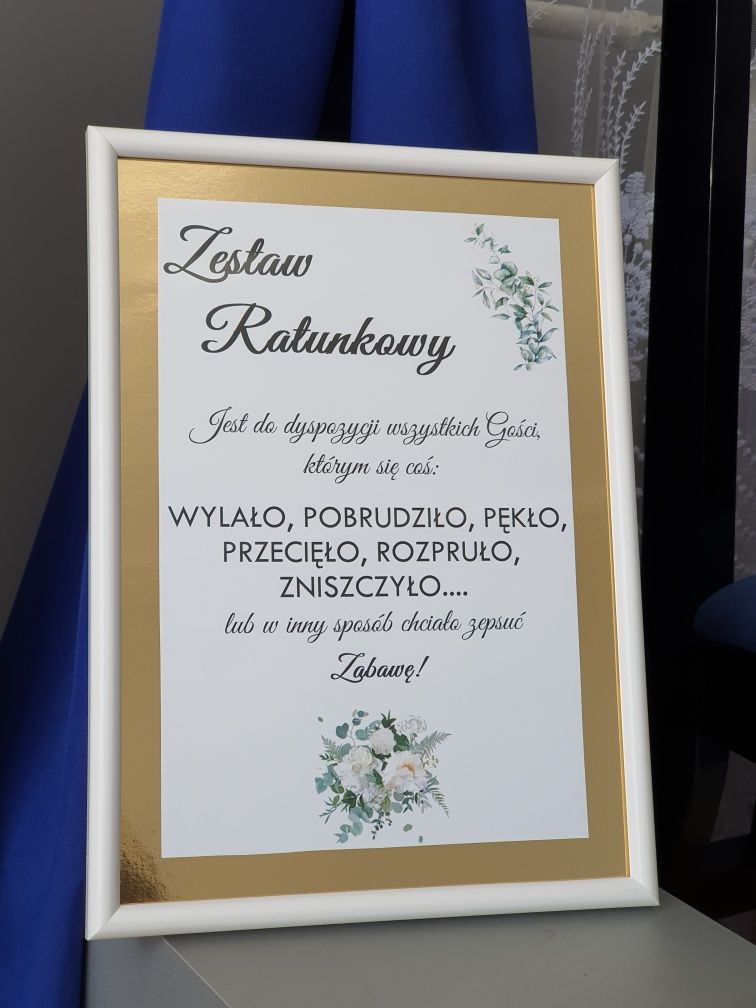 Zestaw
Ratunkowy
Jest do dyspozycji wszystkich Gości,
którym się coś:
WYLAŁO, POBRUDZIŁO, PĘKŁO,
PRZECIĘŁO, ROZPRUŁO,
ZNISZCZYŁO....
lub w inny sposób chciało zepsuć
Zabawę!